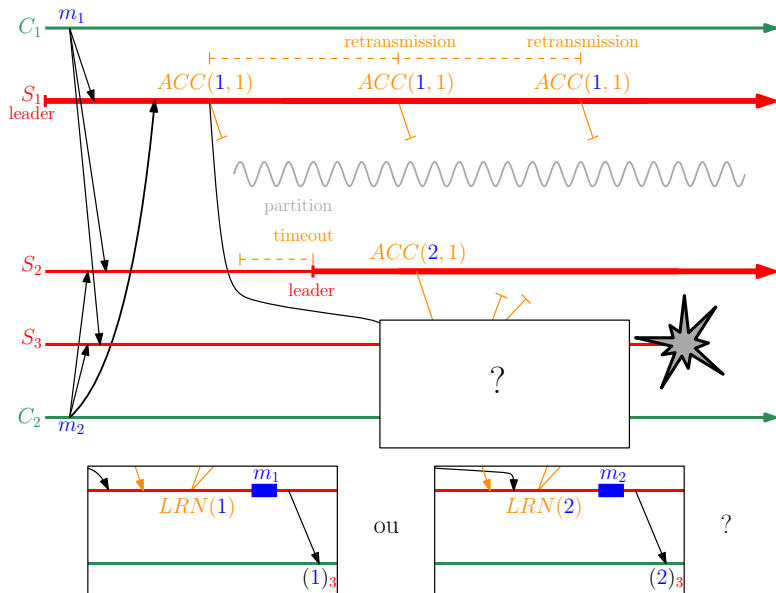 m₁
C₁
retransmission retransmission
ACC(1, 1) ACC(1, 1) ACC(1, 1)
S₁
leader
partition
timeout
ACC(2, 1)
S₂
leader
S₃
?
C₂
m₂
m₁ m₂
LRN(1) LRN(2)
ou ?
(1)₃ (2)₃